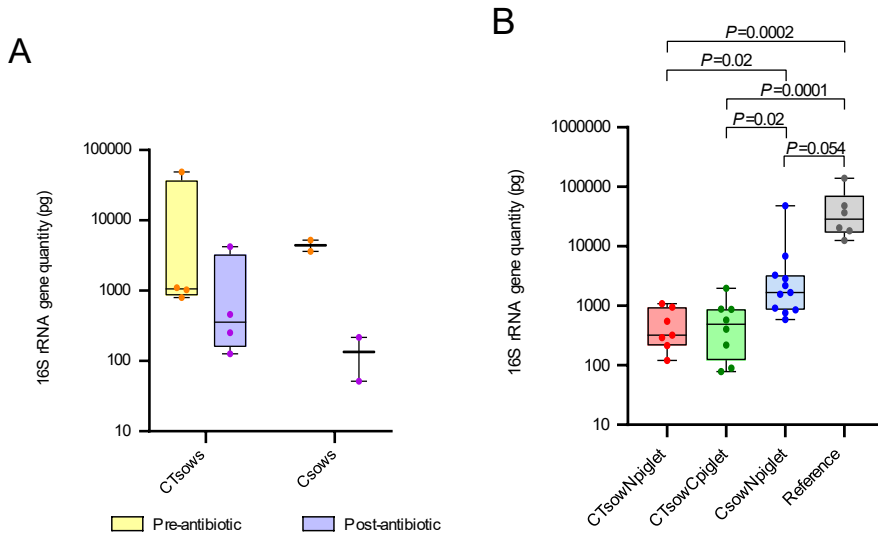 A
16S rRNA gene quantity (pg)
100000
10000
1000
100
10
CTsows
Csows
Pre-antibiotic
Post-antibiotic
B
P=0.0002
P=0.02
P=0.0001
P=0.02
P=0.054
16S rRNA gene quantity (pg)
1000000
100000
10000
1000
100
10
CTsowNpiglet
CTsowCpiglet
CsowNpiglet
Reference